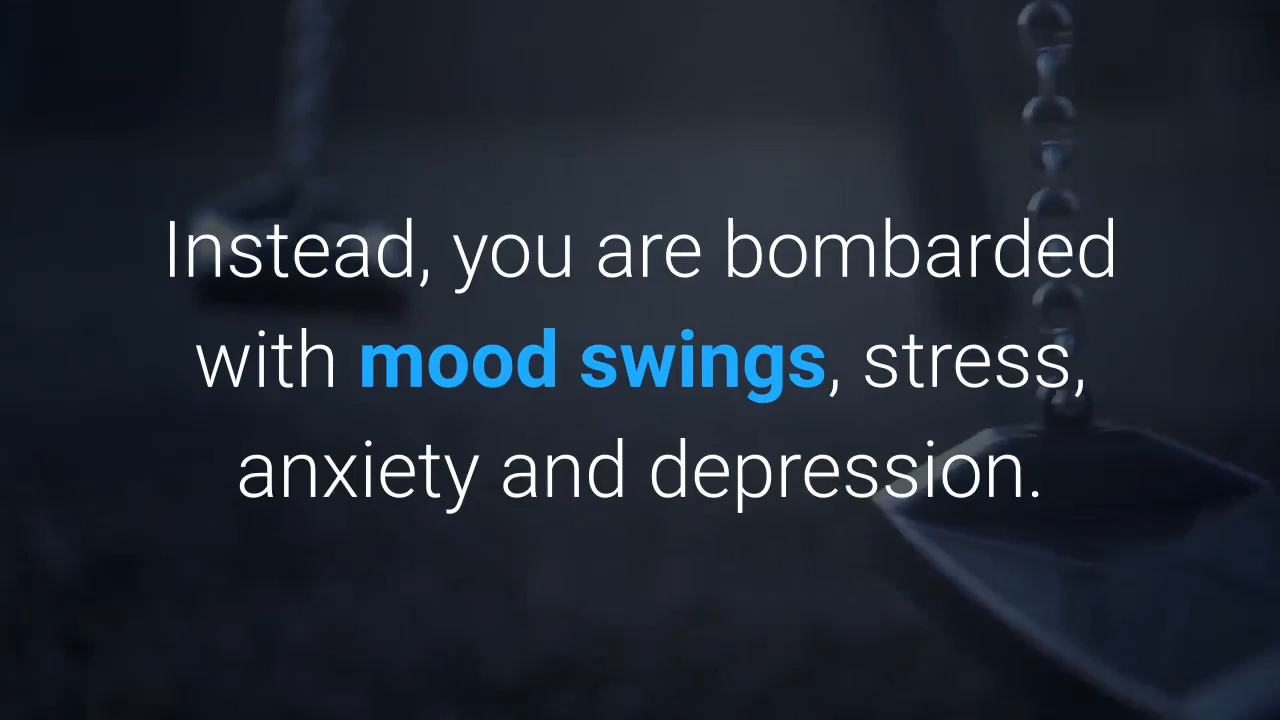 Instead, you are bombarded
with mood swings, stress,
anxiety and depression.